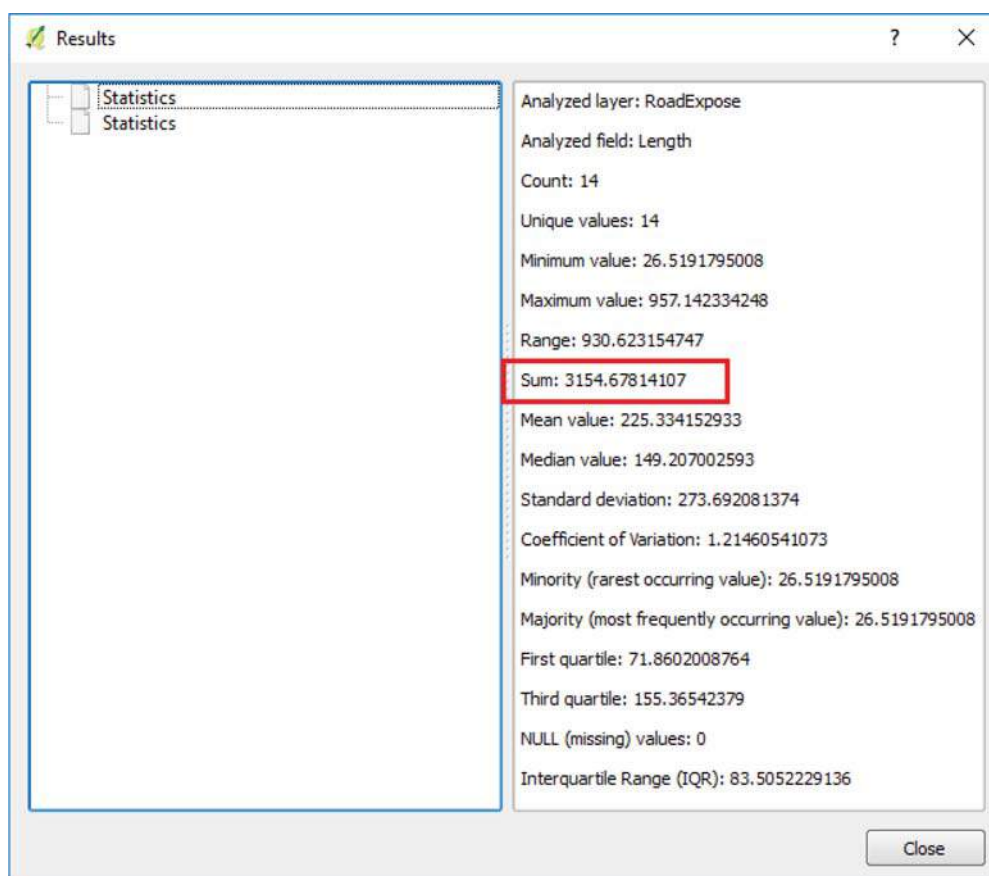 Results
?
Statistics
Statistics
Analyzed layer: RoadExpose
Analyzed field: Length
Count: 14
Unique values: 14
Minimum value: 26.5191795008
Maximum value: 957.142334248
Range: 930.623154747
Sum: 3154.67814107
Mean value: 225.334152933
Median value: 149.207002593
Standard deviation: 273.692081374
Coefficient of Variation: 1.21460541073
Minority (rarest occurring value): 26.5191795008
Majority (most frequently occurring value): 26.5191795008
First quartile: 71.8602008764
Third quartile: 155.36542379
NULL (missing) values: 0
Interquartile Range (IQR): 83.5052229136
Close